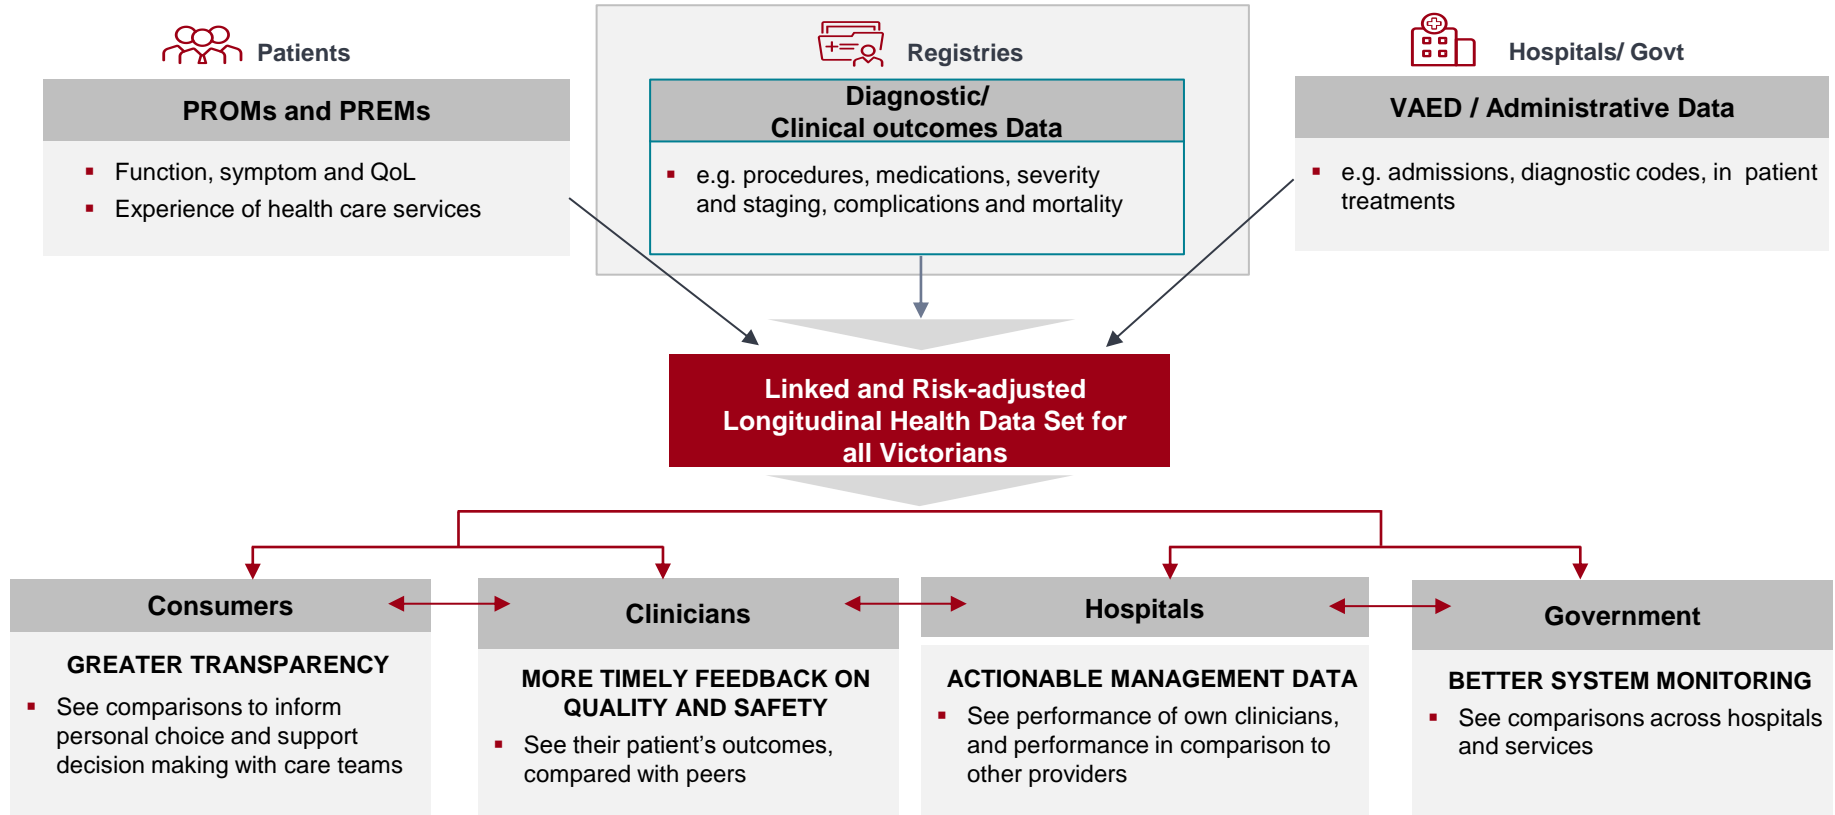 Patients
PROMs and PREMs
▪ Function, symptom and QoL
▪ Experience of health care services
Registries
Diagnostic/
Clinical outcomes Data
▪ e.g. procedures, medications, severity
and staging, complications and mortality
Hospitals/ Govt
VAED / Administrative Data
▪ e.g. admissions, diagnostic codes, in patient
treatments
Linked and Risk-adjusted
Longitudinal Health Data Set for
all Victorians
Consumers
GREATER TRANSPARENCY
▪ See comparisons to inform
personal choice and support
decision making with care teams
Clinicians
MORE TIMELY FEEDBACK ON
QUALITY AND SAFETY
▪ See their patient’s outcomes,
compared with peers
Hospitals
ACTIONABLE MANAGEMENT DATA
▪ See performance of own clinicians,
and performance in comparison to
other providers
Government
BETTER SYSTEM MONITORING
▪ See comparisons across hospitals
and services